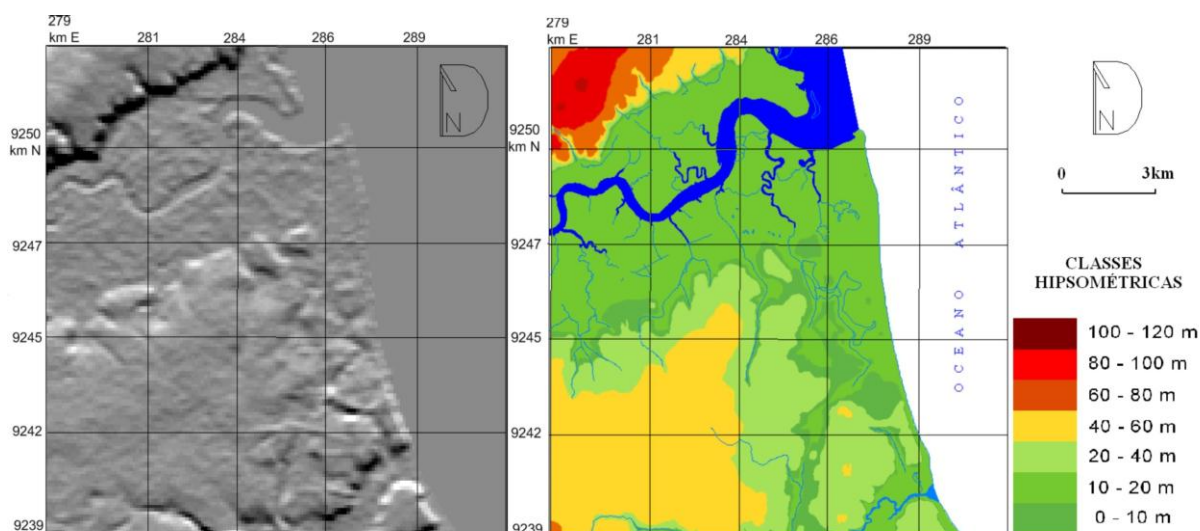 279
km E
281
284
286
289
9250
km N
9247
9245
9242
9239
N
279
km E
281
284
286
289
9250
km N
9247
9245
9242
9239
OCEANO ATLÂNTICO
N
0 3km
CLASSES
HIPSOMÉTRICAS
100 - 120 m
80 - 100 m
60 - 80 m
40 - 60 m
20 - 40 m
10 - 20 m
0 - 10 m